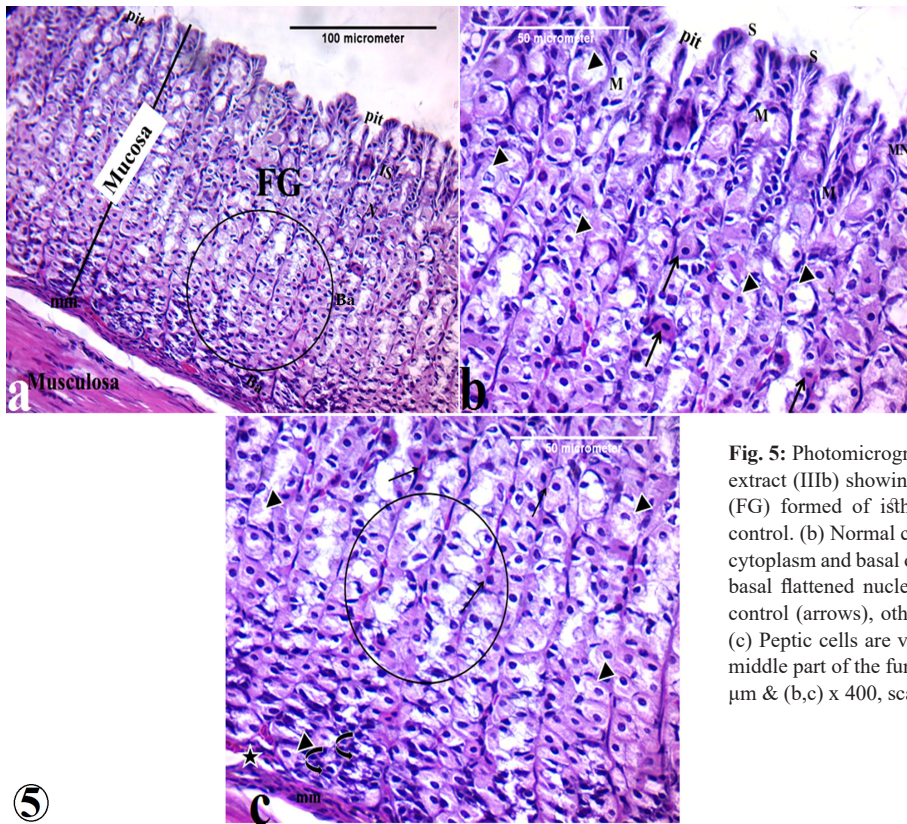 pit
100 micrometer
pit
Mucosa
IS
FG
N
Ba
mm
Ba
Musculosa
a
50 micrometer
pit
S
S
M
M
M
b
50 micrometer
mm
c
5
Fig. 5: Photomicrogr
extract (IIIb) showin
(FG) formed of isth
control. (b) Normal c
cytoplasm and basal c
basal flattened nucle
control (arrows), oth
(c) Peptic cells are v
middle part of the fu
µm & (b,c) x 400, sca